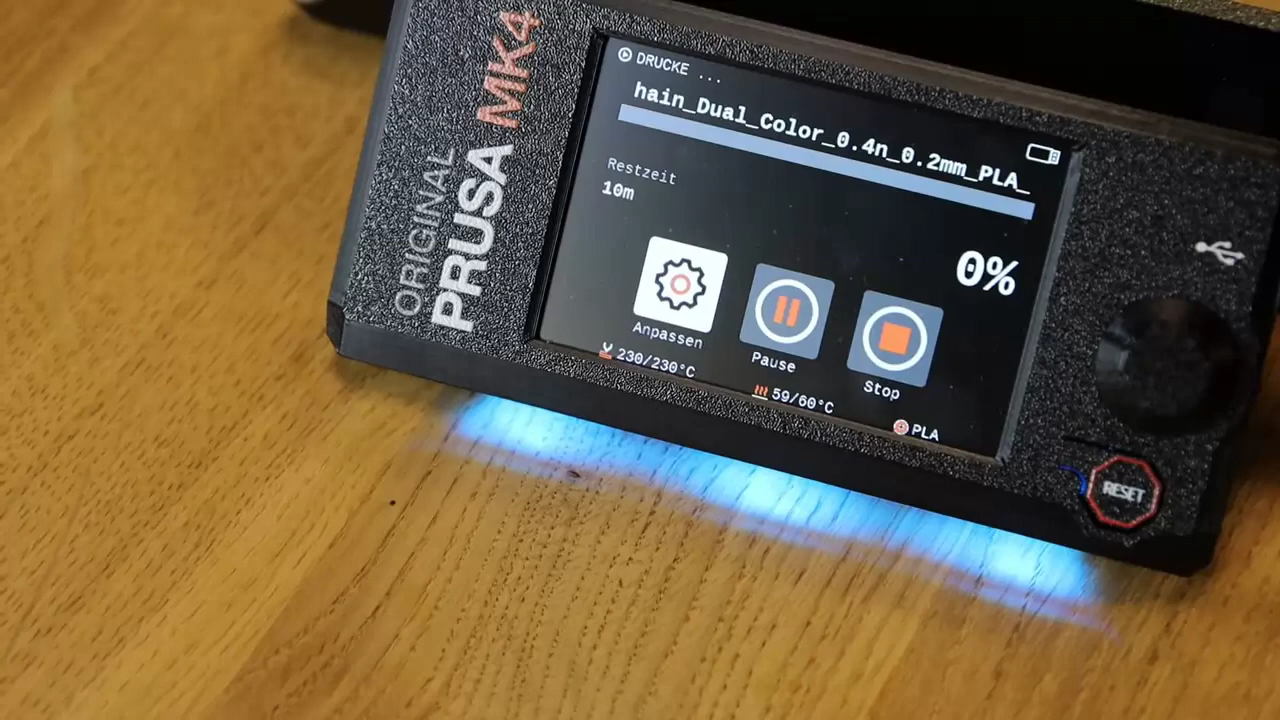 ORIGINAL
PRUSA MK4
DRUCKE ...
hain_Dual_Color_0.4n_0.2mm_PLA_
Restzeit
10m
0%
Anpassen
Pause
Stop
230/230°C
59/60°C
PLA
RESET